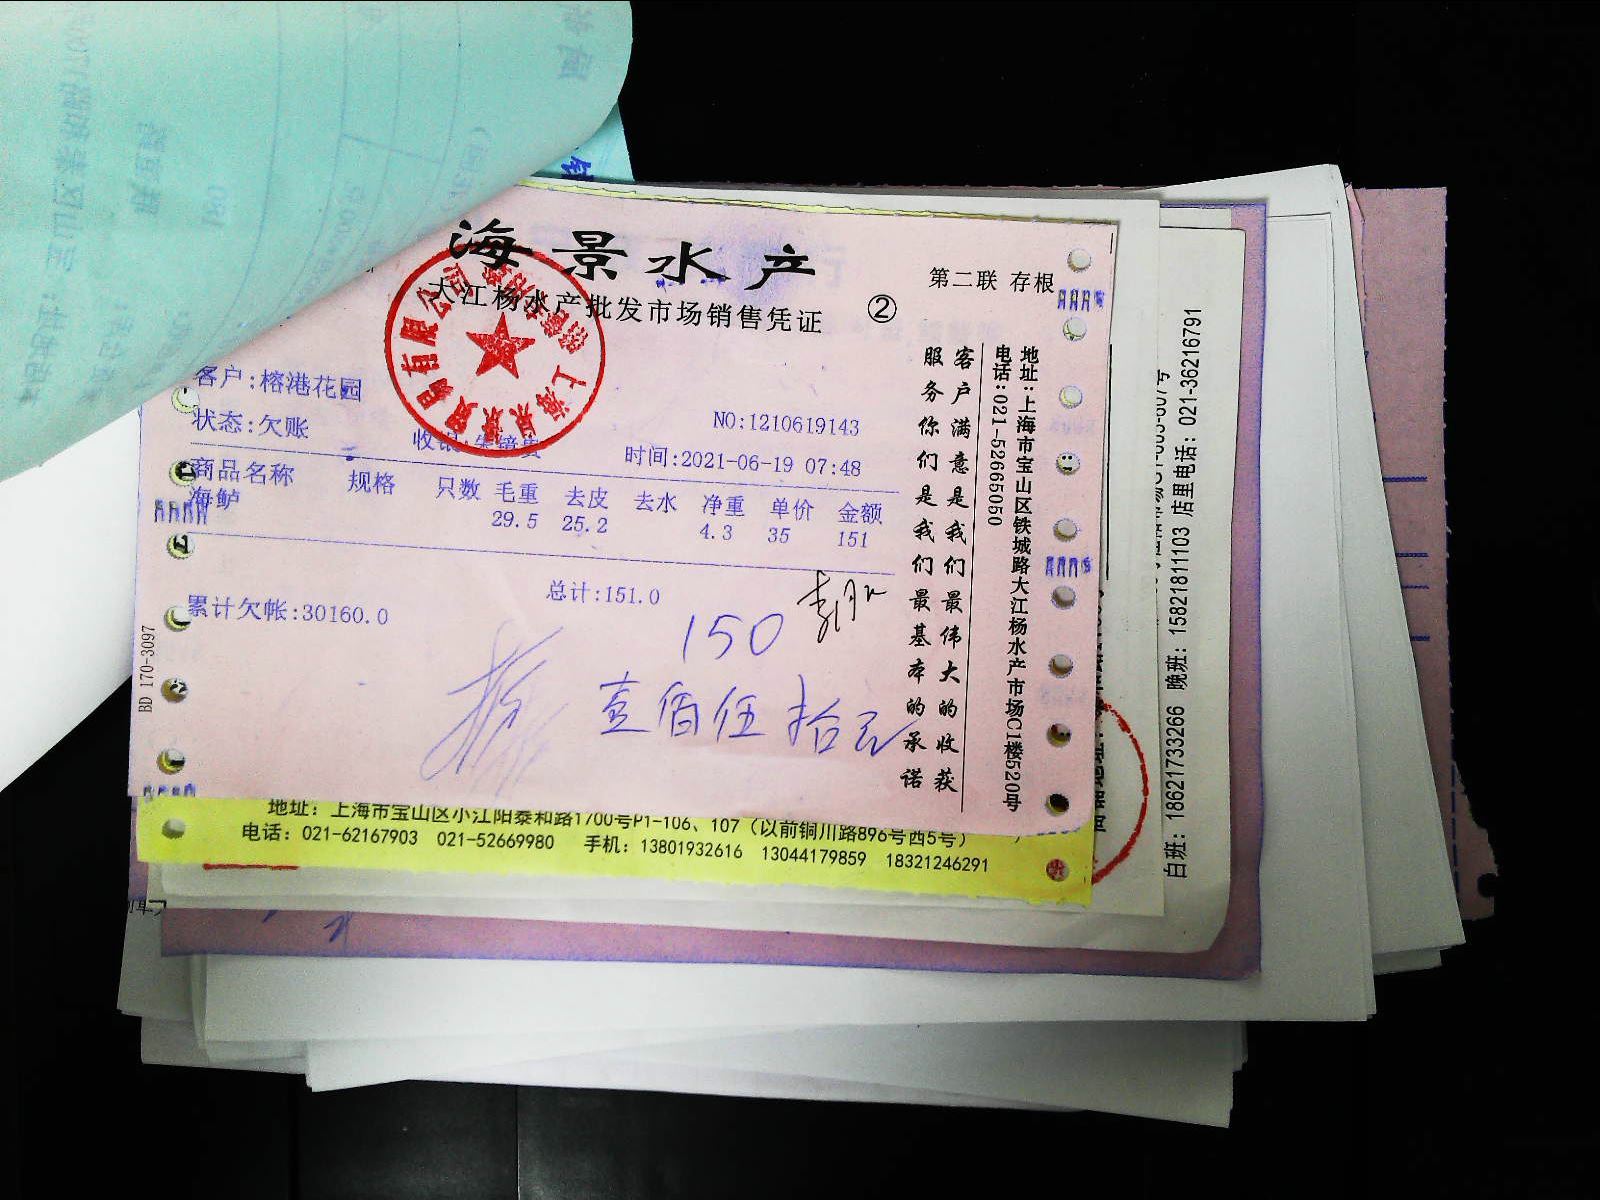 海景水产
大江杨水产批发市场销售凭证
②
第二联 存根
客户:榕港花园
状态:欠账
NO:1210619143
时间:2021-06-19 07:48
商品名称 规格 只数 毛重 去皮 去水 净重 单价 金额
海鲈 29.5 25.2 4.3 35 151
总计:151.0
累计欠帐:30160.0
150
壹佰伍拾元
BD 170-3097
客户满意是我们最伟大的收获
服务你们是我们最基本的承诺
地址:上海市宝山区铁城路大江杨水产市场C1楼520号
电话:021-52665050
地址：上海市宝山区小江阳泰和路1700号P1-106、107（以前铜川路896号西5号）
电话：021-62167903 021-52669980 手机：13801932616 13044179859 18321246291
白班：18621733266 晚班：15821811103 店里电话：021-36216791